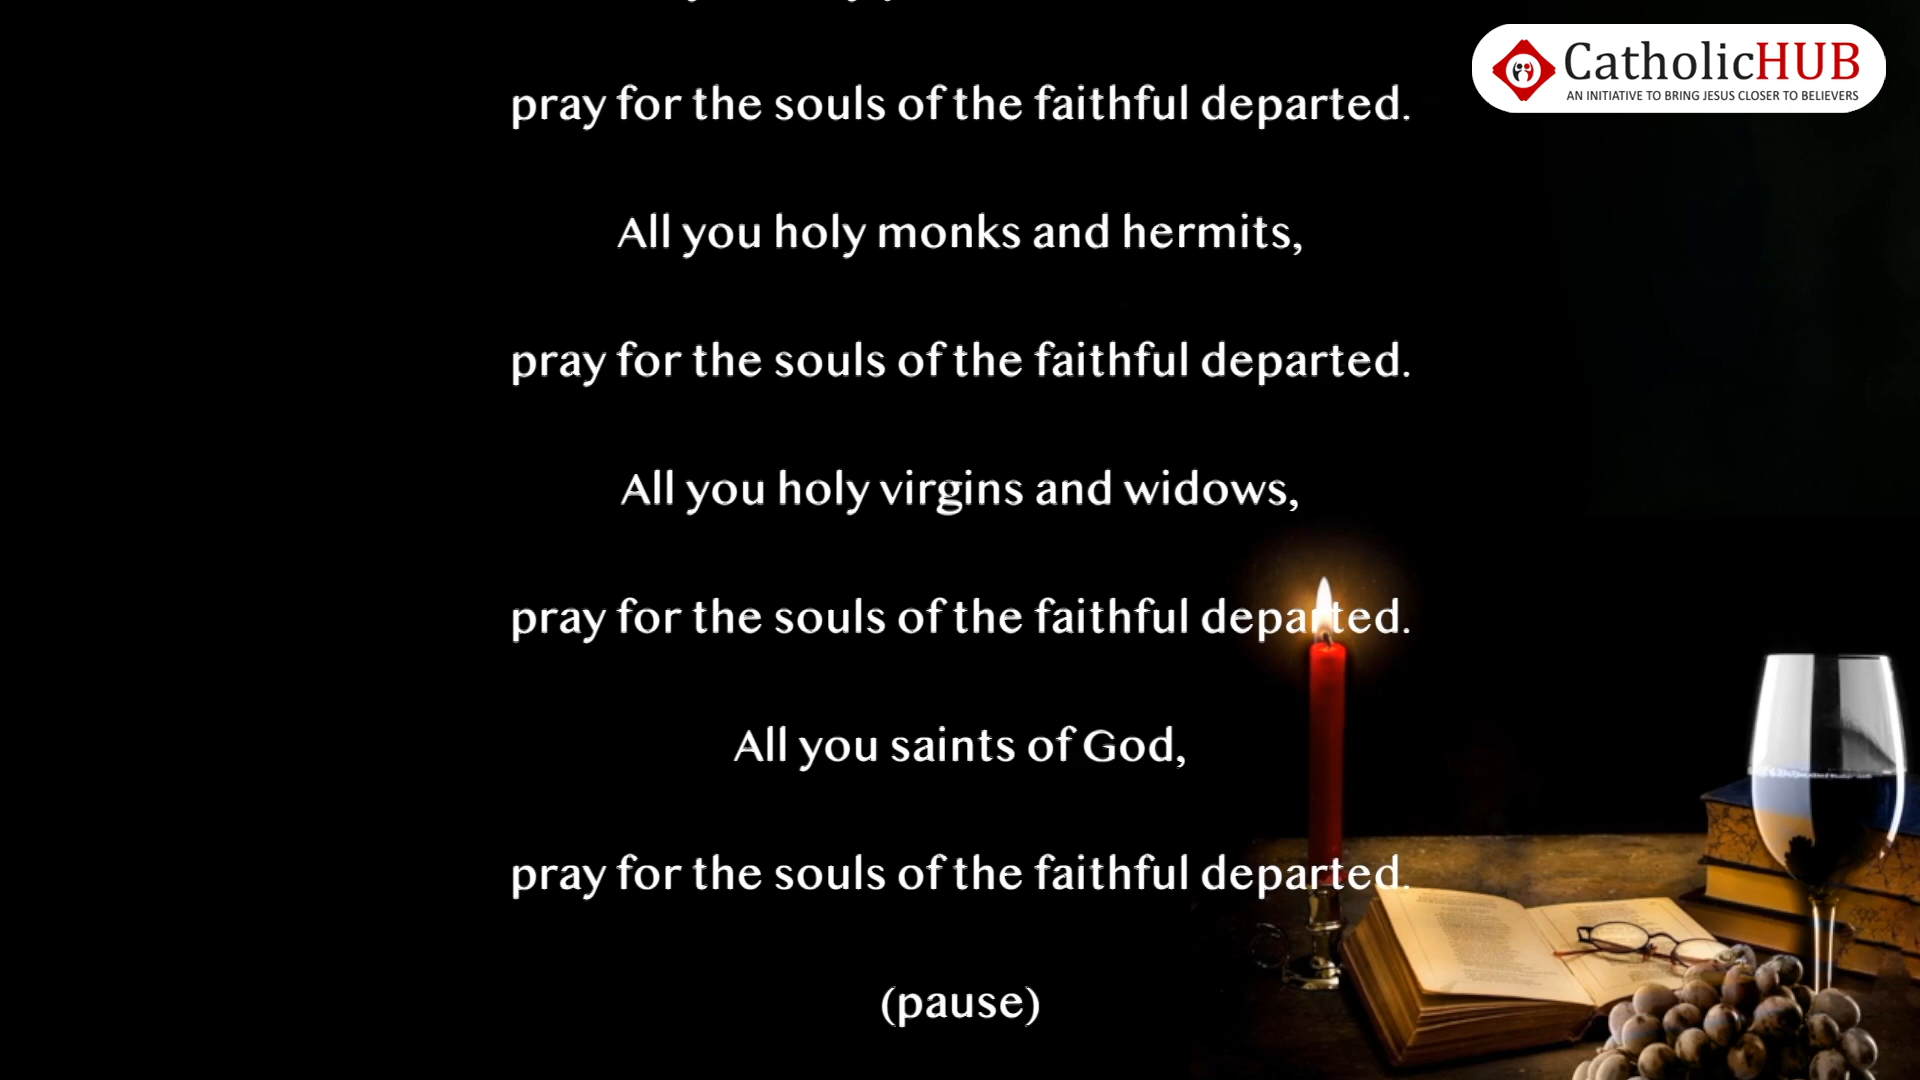 CatholicHUB
AN INITIATIVE TO BRING JESUS CLOSER TO BELIEVERS
pray for the souls of the faithful departed.
All you holy monks and hermits,
pray for the souls of the faithful departed.
All you holy virgins and widows,
pray for the souls of the faithful departed.
All you saints of God,
pray for the souls of the faithful departed.
(pause)